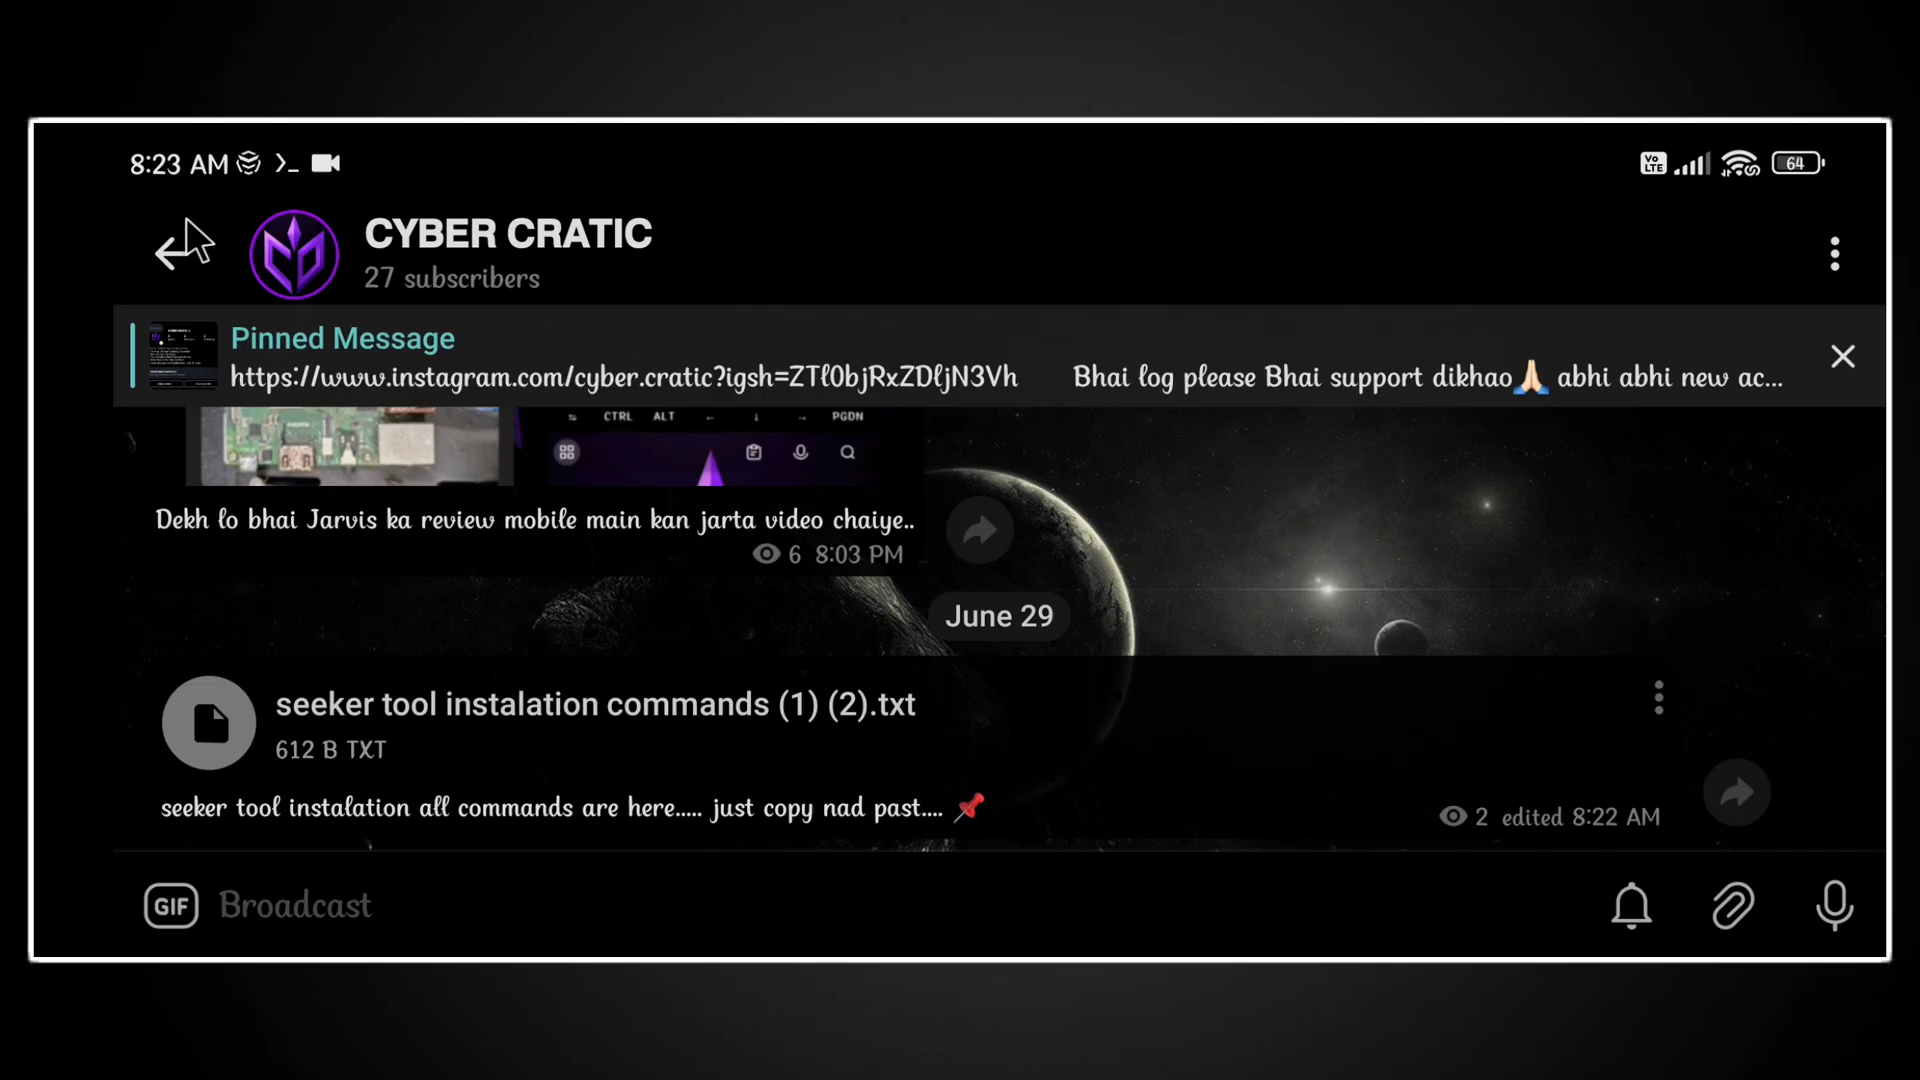 8:23 AM
Vo LTE
64
CYBER CRATIC
27 subscribers
Pinned Message
https://www.instagram.com/cyber.cratic?igsh=ZTl0bjRxZDljN3Vh Bhai log please Bhai support dikhao🙏🏻 abhi abhi new ac...
CTRL ALT ← ↓ → PGDN
Dekh lo bhai Jarvis ka review mobile main kan jarta video chaiye..
6 8:03 PM
June 29
seeker tool instalation commands (1) (2).txt
612 B TXT
seeker tool instalation all commands are here..... just copy nad past.... 📌
2 edited 8:22 AM
GIF Broadcast